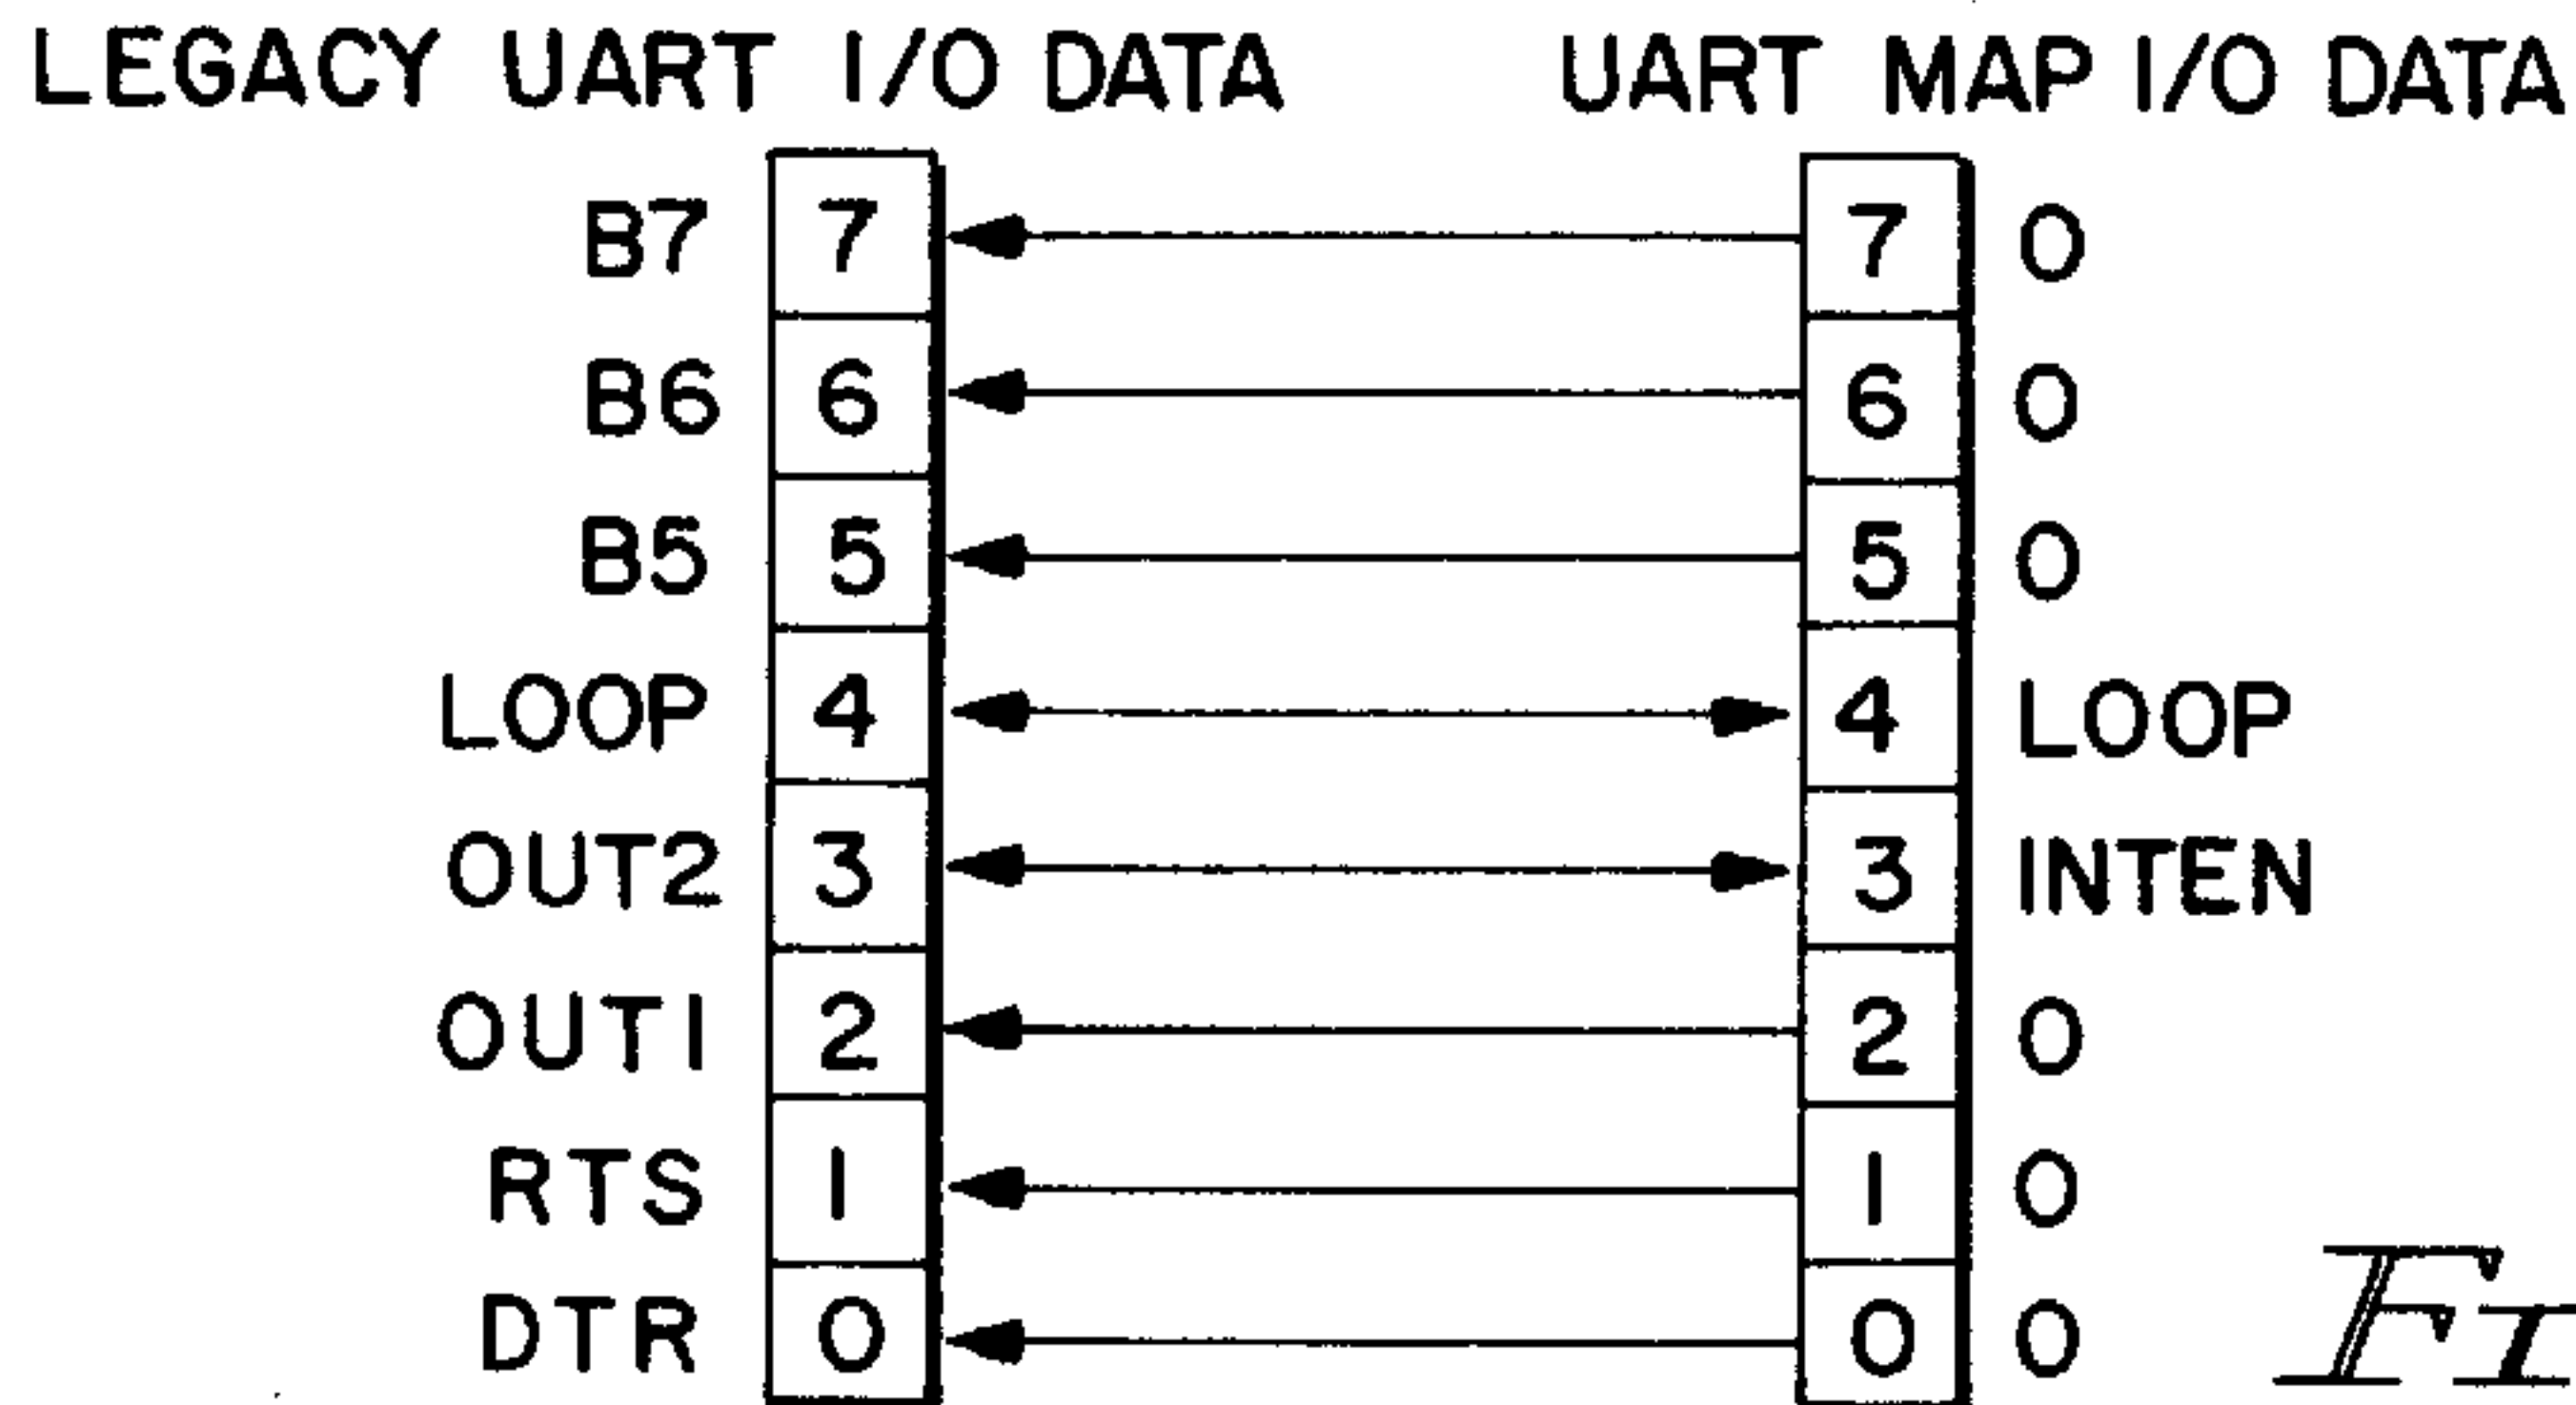 LEGACY UART I/O DATA UART MAP I/O DATA
B7 7 7 0
B6 6 6 0
B5 5 5 0
LOOP 4 4 LOOP
OUT2 3 3 INTEN
OUT1 2 2 0
RTS 1 1 0
DTR 0 0 0